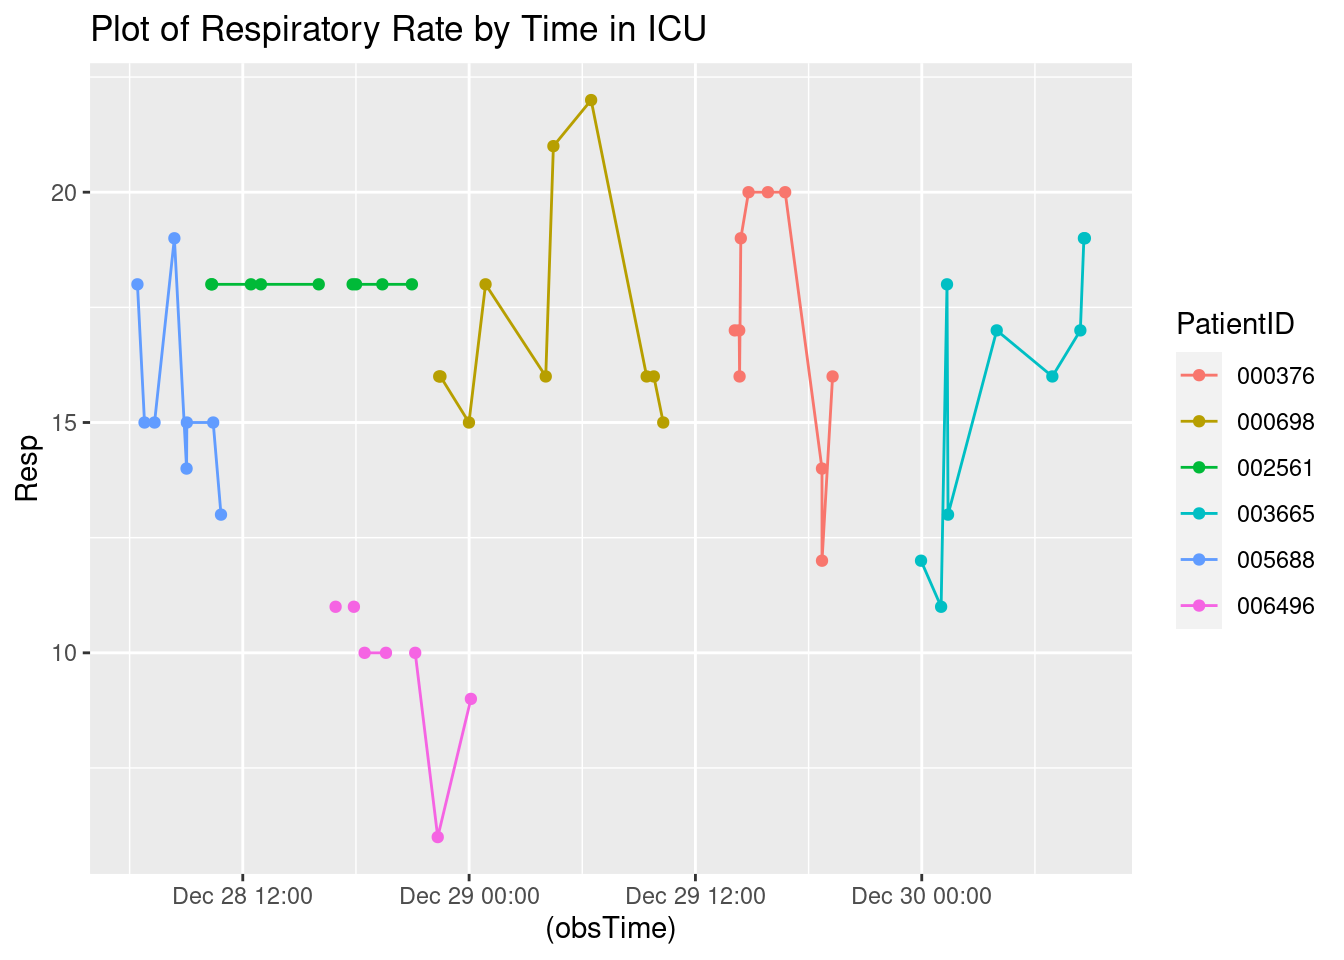 Plot of Respiratory Rate by Time in ICU
20
15
10
Resp
Dec 28 12:00
Dec 29 00:00
Dec 29 12:00
Dec 30 00:00
(obsTime)
PatientID
000376
000698
002561
003665
005688
006496